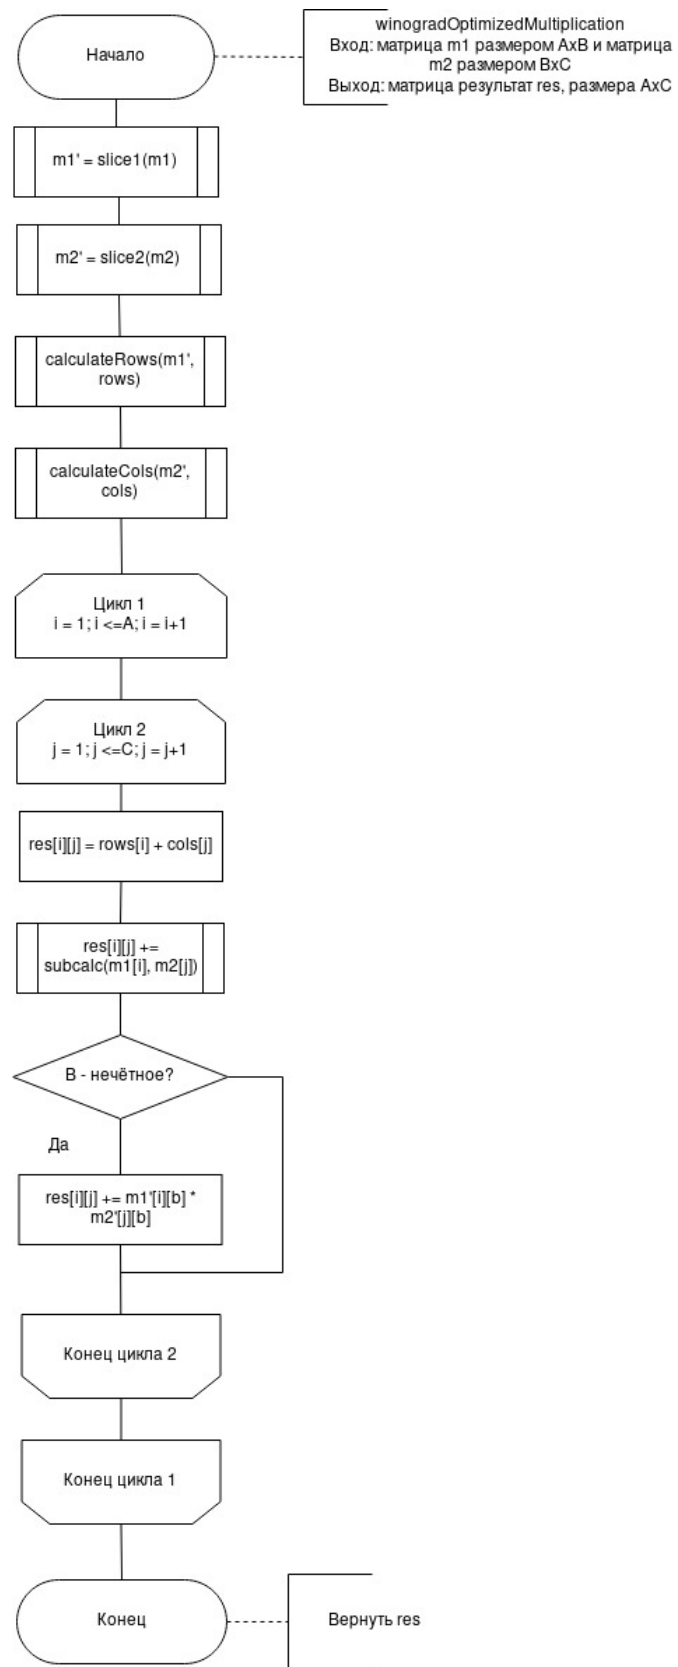 Начало
winogradOptimizedMultiplication
Вход: матрица m1 размером AxB и матрица
m2 размером BxC
Выход: матрица результат res, размера AxC
m1' = slice1(m1)
m2' = slice2(m2)
calculateRows(m1',
rows)
calculateCols(m2',
cols)
Цикл 1
i = 1; i <=A; i = i+1
Цикл 2
j = 1; j <=C; j = j+1
res[i][j] = rows[i] + cols[j]
res[i][j] +=
subcalc(m1[i], m2[j])
B - нечётное?
Да
res[i][j] += m1'[i][b] *
m2'[j][b]
Конец цикла 2
Конец цикла 1
Конец
Вернуть res